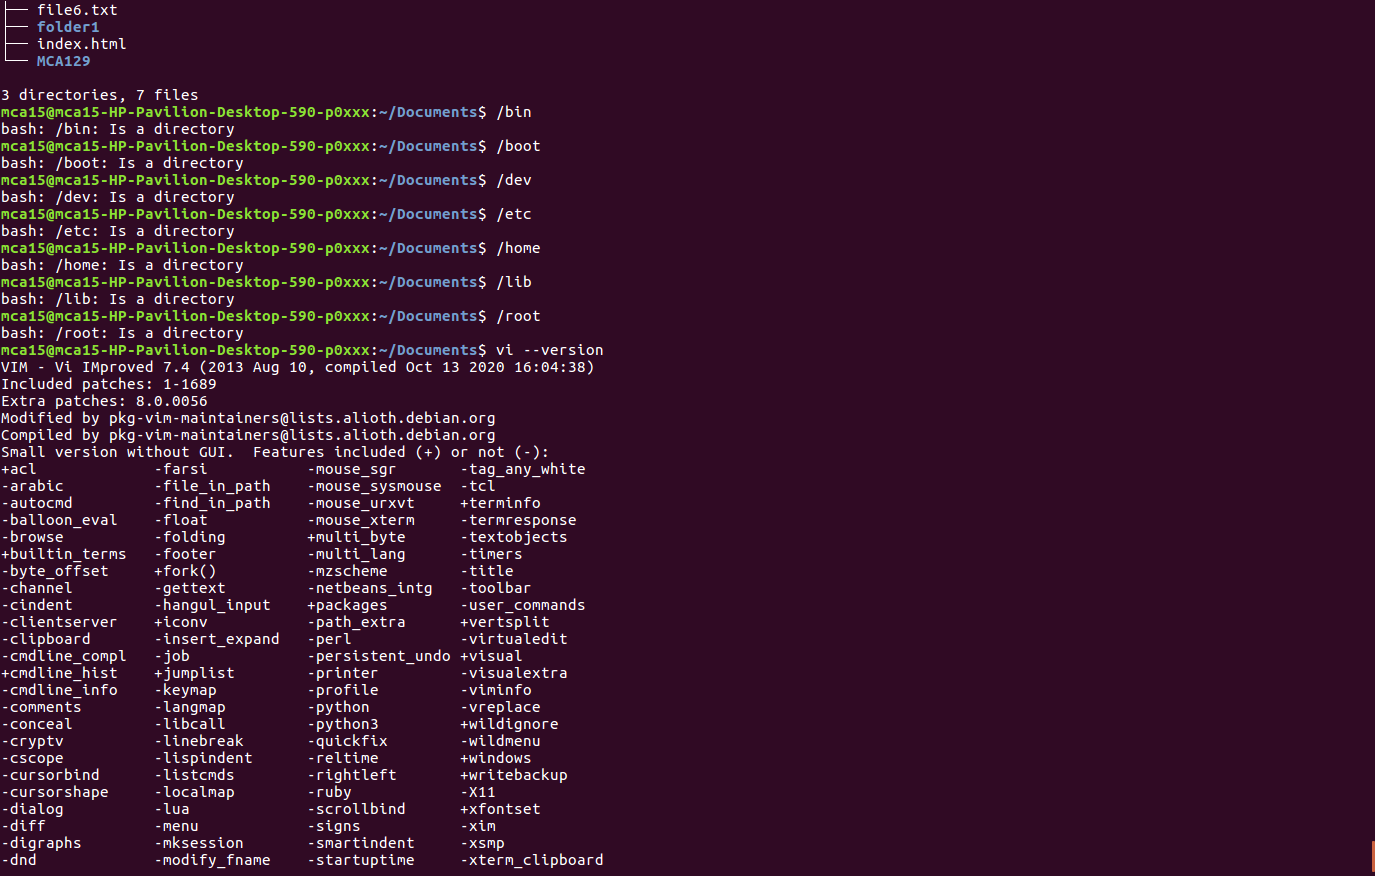 ├── file6.txt
├── folder1
├── index.html
└── MCA129

3 directories, 7 files
mca15@mca15-HP-Pavilion-Desktop-590-p0xxx:~/Documents$ /bin
bash: /bin: Is a directory
mca15@mca15-HP-Pavilion-Desktop-590-p0xxx:~/Documents$ /boot
bash: /boot: Is a directory
mca15@mca15-HP-Pavilion-Desktop-590-p0xxx:~/Documents$ /dev
bash: /dev: Is a directory
mca15@mca15-HP-Pavilion-Desktop-590-p0xxx:~/Documents$ /etc
bash: /etc: Is a directory
mca15@mca15-HP-Pavilion-Desktop-590-p0xxx:~/Documents$ /home
bash: /home: Is a directory
mca15@mca15-HP-Pavilion-Desktop-590-p0xxx:~/Documents$ /lib
bash: /lib: Is a directory
mca15@mca15-HP-Pavilion-Desktop-590-p0xxx:~/Documents$ /root
bash: /root: Is a directory
mca15@mca15-HP-Pavilion-Desktop-590-p0xxx:~/Documents$ vi --version
VIM - Vi IMproved 7.4 (2013 Aug 10, compiled Oct 13 2020 16:04:38)
Included patches: 1-1689
Extra patches: 8.0.0056
Modified by pkg-vim-maintainers@lists.alioth.debian.org
Compiled by pkg-vim-maintainers@lists.alioth.debian.org
Small version without GUI.  Features included (+) or not (-):
+acl             -farsi           -mouse_sgr       -tag_any_white
-arabic          -file_in_path    -mouse_sysmouse  -tcl
-autocmd         -find_in_path    -mouse_urxvt     +terminfo
-balloon_eval    -float           -mouse_xterm     -termresponse
-browse          -folding         +multi_byte      -textobjects
+builtin_terms   -footer          -multi_lang      -timers
-byte_offset     +fork()          -mzscheme        -title
-channel         -gettext         -netbeans_intg   -toolbar
-cindent         -hangul_input    +packages        -user_commands
-clientserver    +iconv           -path_extra      +vertsplit
-clipboard       -insert_expand   -perl            -virtualedit
-cmdline_compl   -job             -persistent_undo +visual
+cmdline_hist    +jumplist        -printer         -visualextra
-cmdline_info    -keymap          -profile         -viminfo
-comments        -langmap         -python          -vreplace
-conceal         -libcall         -python3         +wildignore
-cryptv          -linebreak       -quickfix        -wildmenu
-cscope          -lispindent      -reltime         +windows
-cursorbind      -listcmds        -rightleft       +writebackup
-cursorshape     -localmap        -ruby            -X11
-dialog          -lua             -scrollbind      +xfontset
-diff            -menu            -signs           -xim
-digraphs        -mksession       -smartindent     -xsmp
-dnd             -modify_fname    -startuptime     -xterm_clipboard